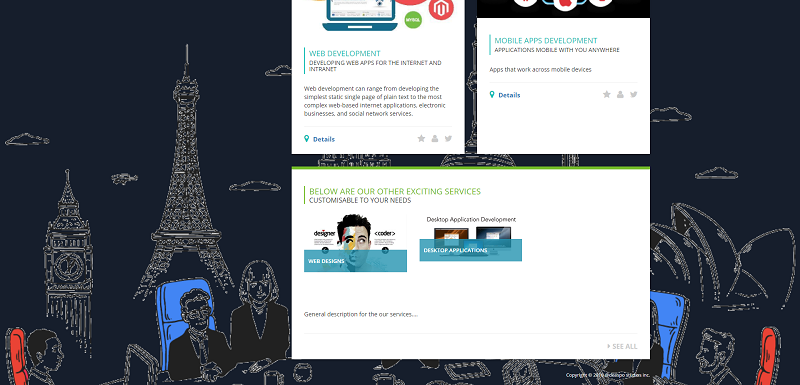 MySQL
WEB DEVELOPMENT
DEVELOPING WEB APPS FOR THE INTERNET AND
INTRANET
Web development can range from developing the
simplest static single page of plain text to the most
complex web-based internet applications, electronic
businesses, and social network services.
Details
MOBILE APPS DEVELOPMENT
APPLICATIONS MOBILE WITH YOU ANYWHERE
Apps that work across mobile devices
Details
BELOW ARE OUR OTHER EXCITING SERVICES
CUSTOMISABLE TO YOUR NEEDS
designer
<coder>
WEB DESIGNS
Desktop Application Development
DESKTOP APPLICATIONS
General description for the our services....
SEE ALL
Copyright ©